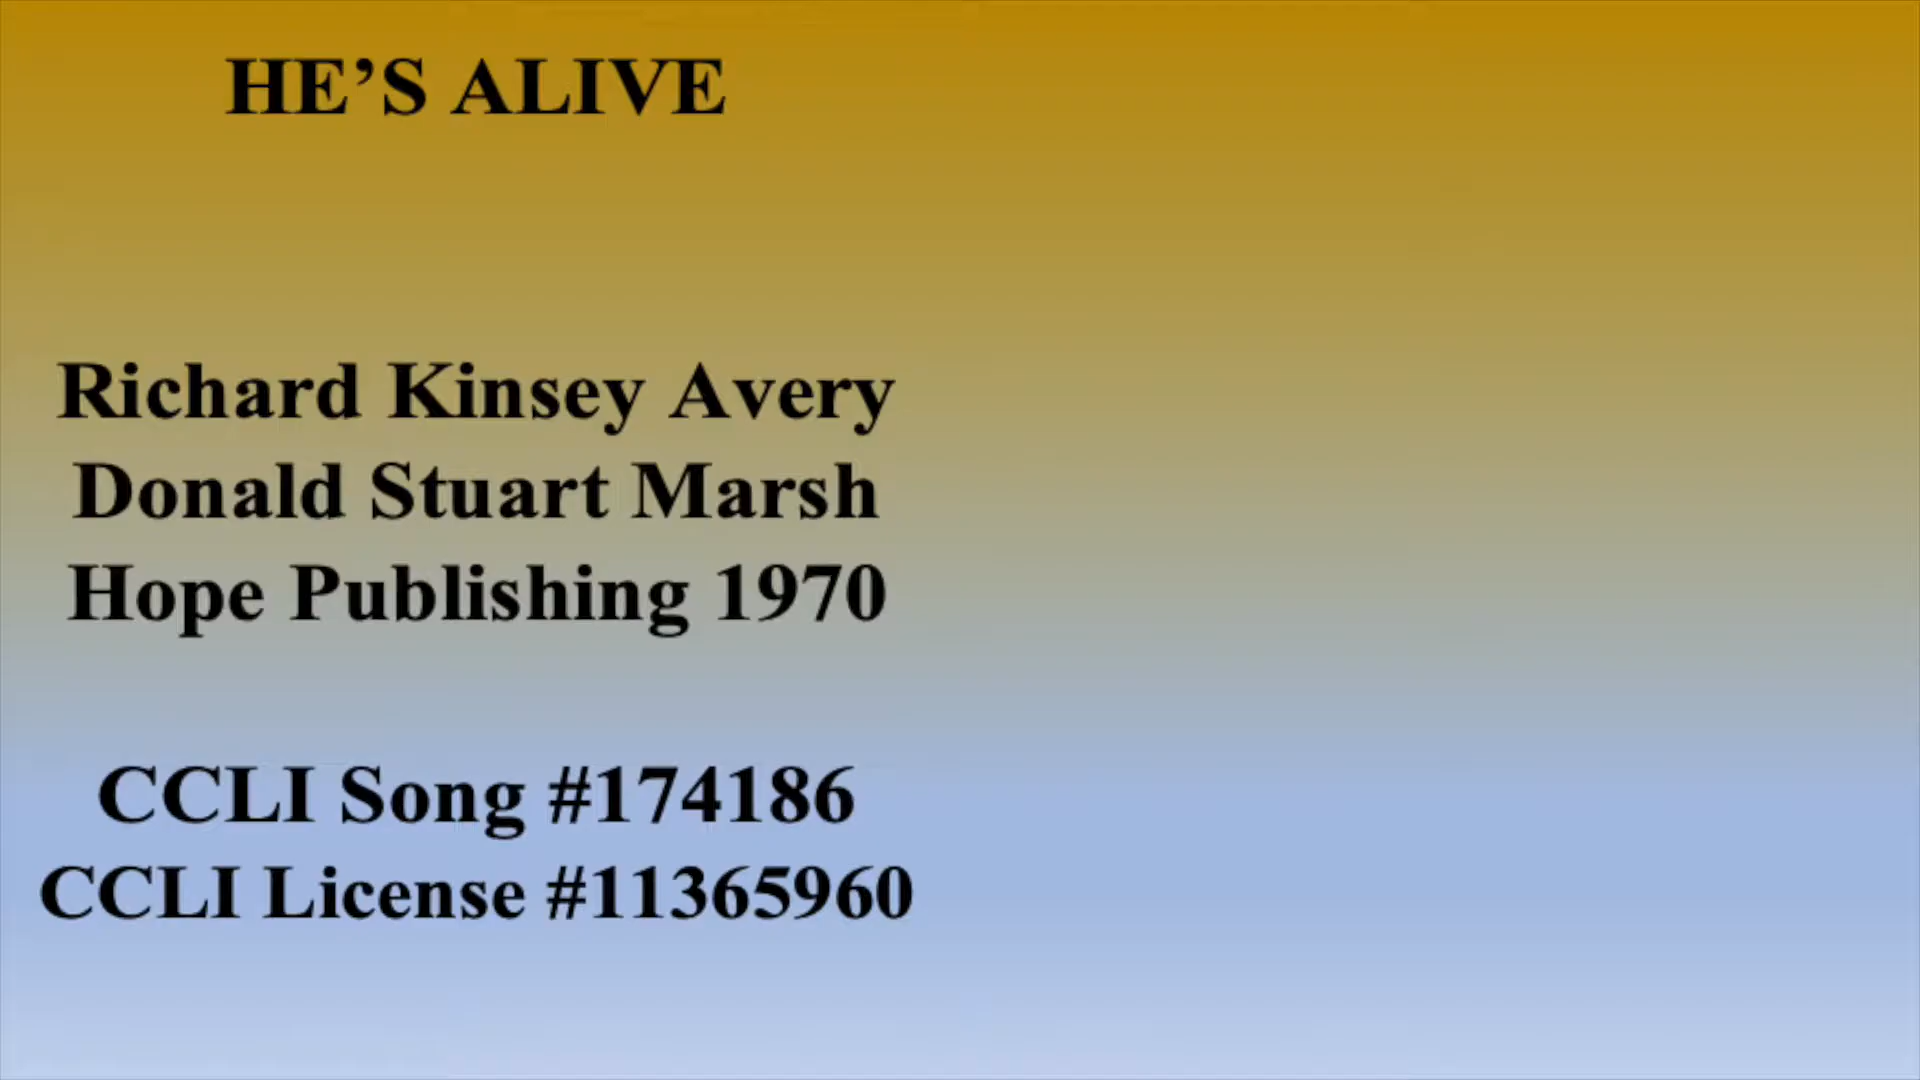 HE’S ALIVE
Richard Kinsey Avery
Donald Stuart Marsh
Hope Publishing 1970
CCLI Song #174186
CCLI License #11365960